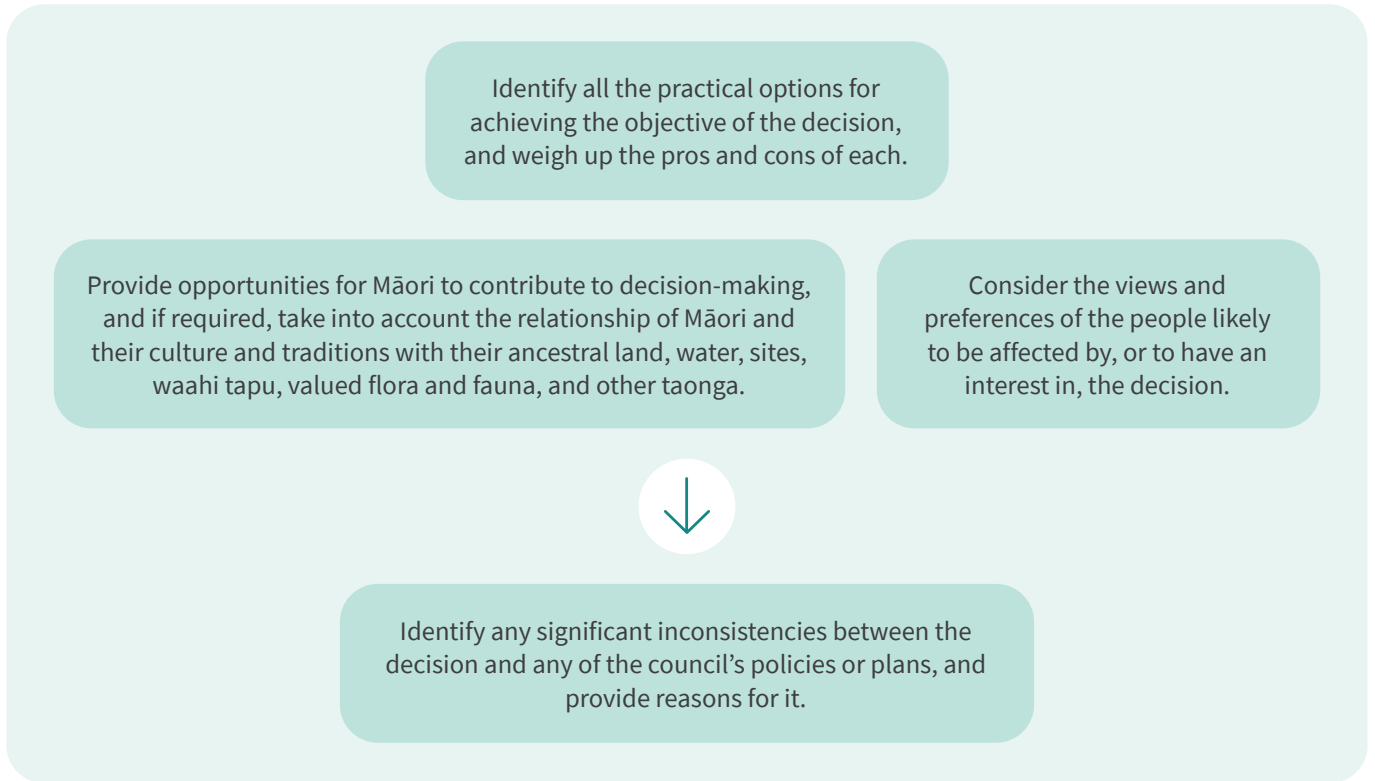 Identify all the practical options for
achieving the objective of the decision,
and weigh up the pros and cons of each.
Provide opportunities for Māori to contribute to decision-making,
and if required, take into account the relationship of Māori and
their culture and traditions with their ancestral land, water, sites,
waahi tapu, valued flora and fauna, and other taonga.
Consider the views and
preferences of the people likely
to be affected by, or to have an
interest in, the decision.
Identify any significant inconsistencies between the
decision and any of the council’s policies or plans, and
provide reasons for it.